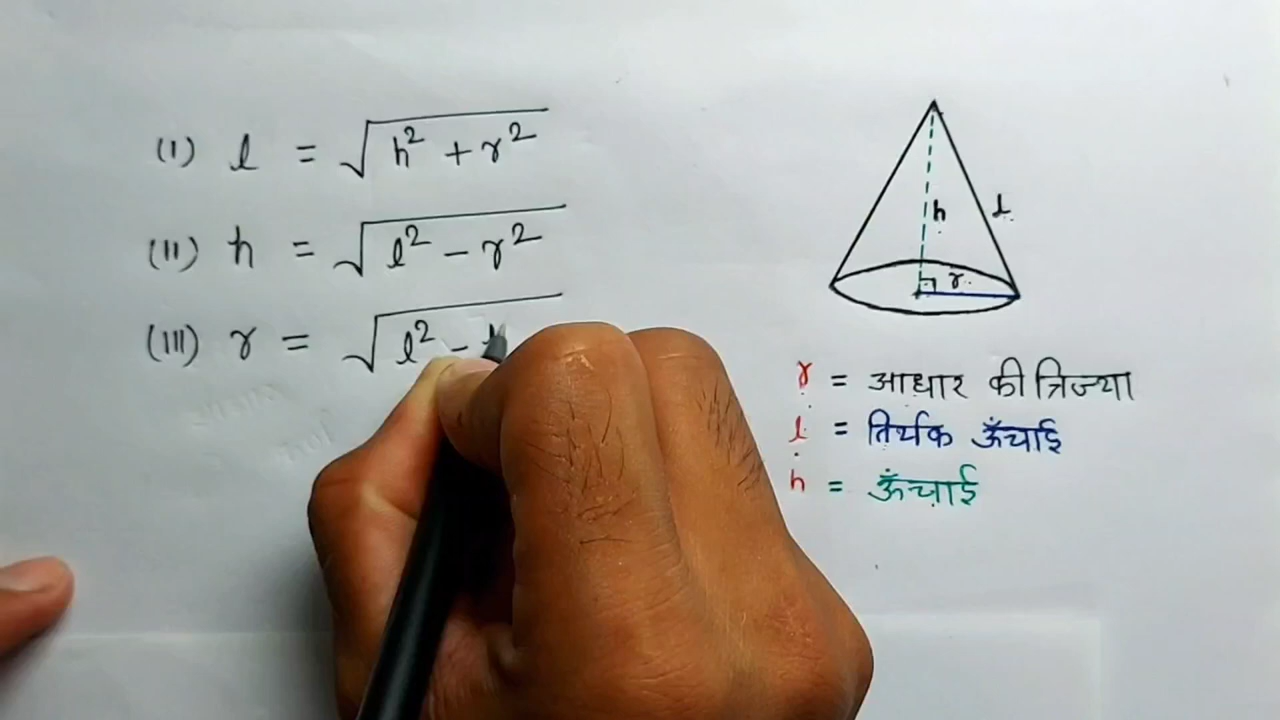 (I) l = √h² + r²
(II) h = √l² - r²
(III) r = √l² -
h
l
r
r = आधार की त्रिज्या
l = तिर्यक ऊँचाई
h = ऊँचाई